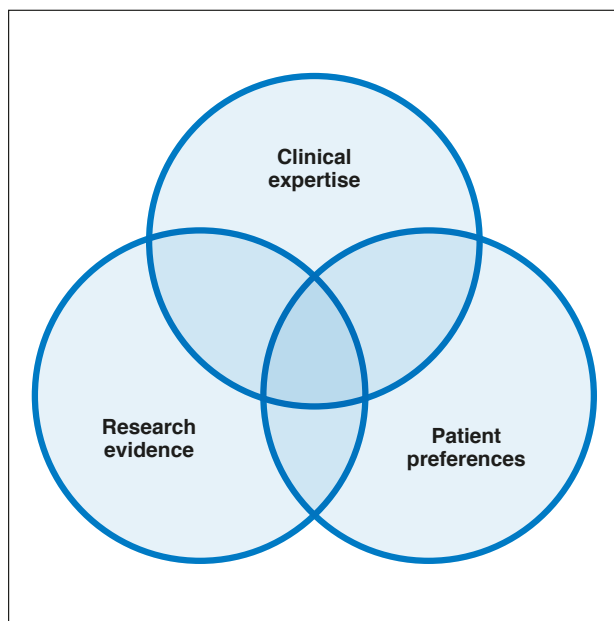 Clinical
expertise
Research
evidence
Patient
preferences